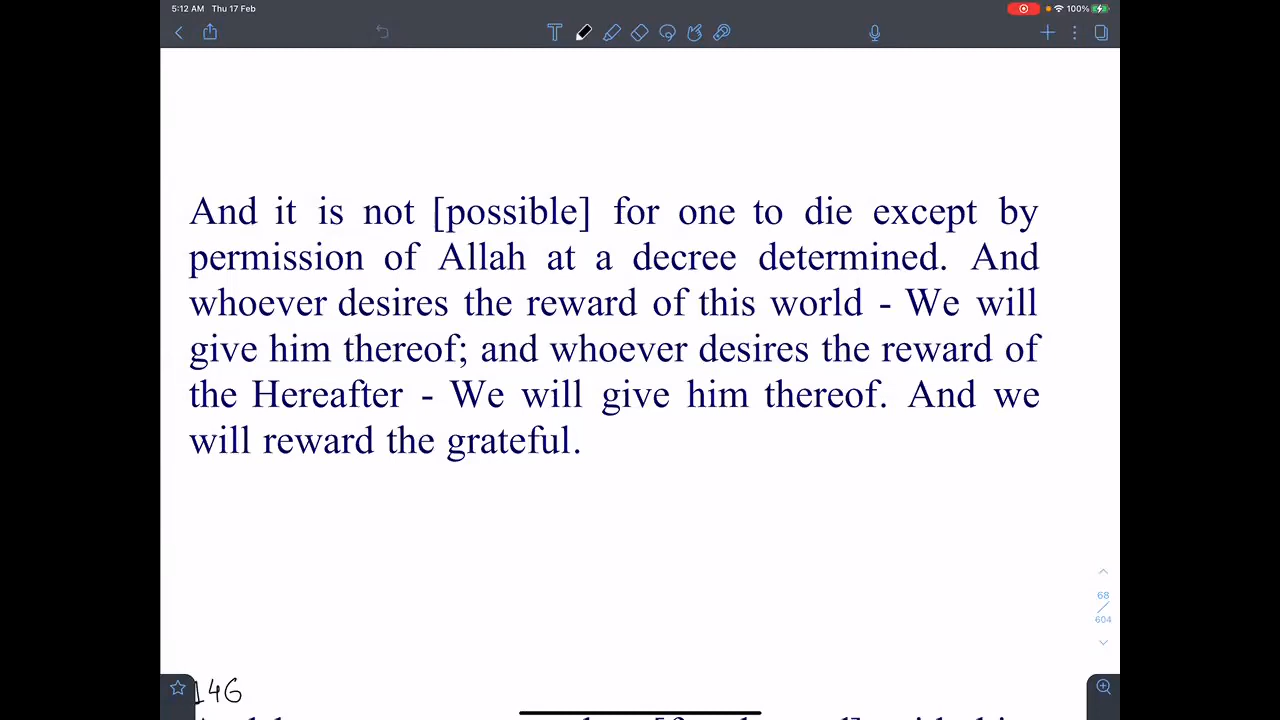 5:12 AM Thu 17 Feb
100%
And it is not [possible] for one to die except by
permission of Allah at a decree determined. And
whoever desires the reward of this world - We will
give him thereof; and whoever desires the reward of
the Hereafter - We will give him thereof. And we
will reward the grateful.
68
604
146